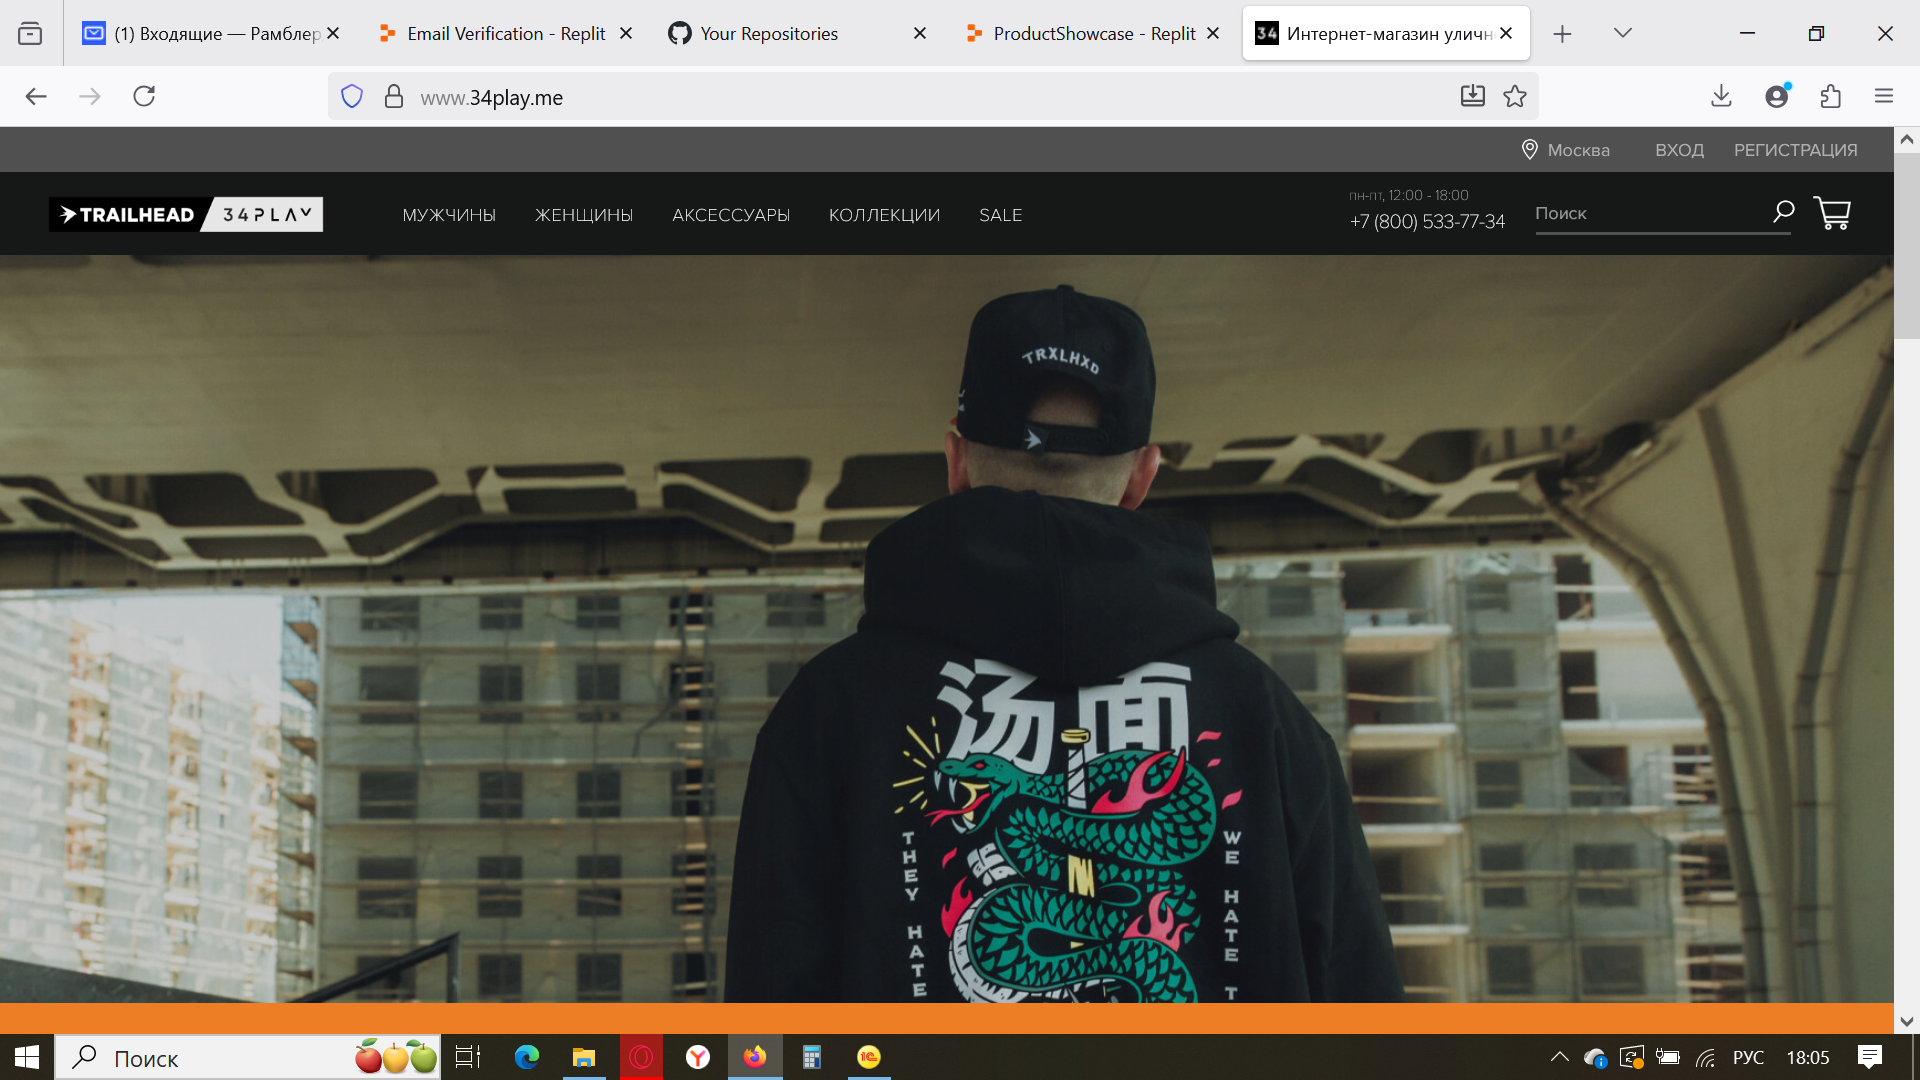 (1) Входящие — Рамблер
Email Verification - Replit
Your Repositories
ProductShowcase - Replit
34 Интернет-магазин улично
www.34play.me
Москва ВХОД РЕГИСТРАЦИЯ
TRAILHEAD 34PLAY
МУЖЧИНЫ ЖЕНЩИНЫ АКСЕССУАРЫ КОЛЛЕКЦИИ SALE
пн-пт, 12:00 - 18:00
+7 (800) 533-77-34
Поиск
TRXLHXD
汤面
THEY HATE
WE HATE T
Поиск
РУС 18:05